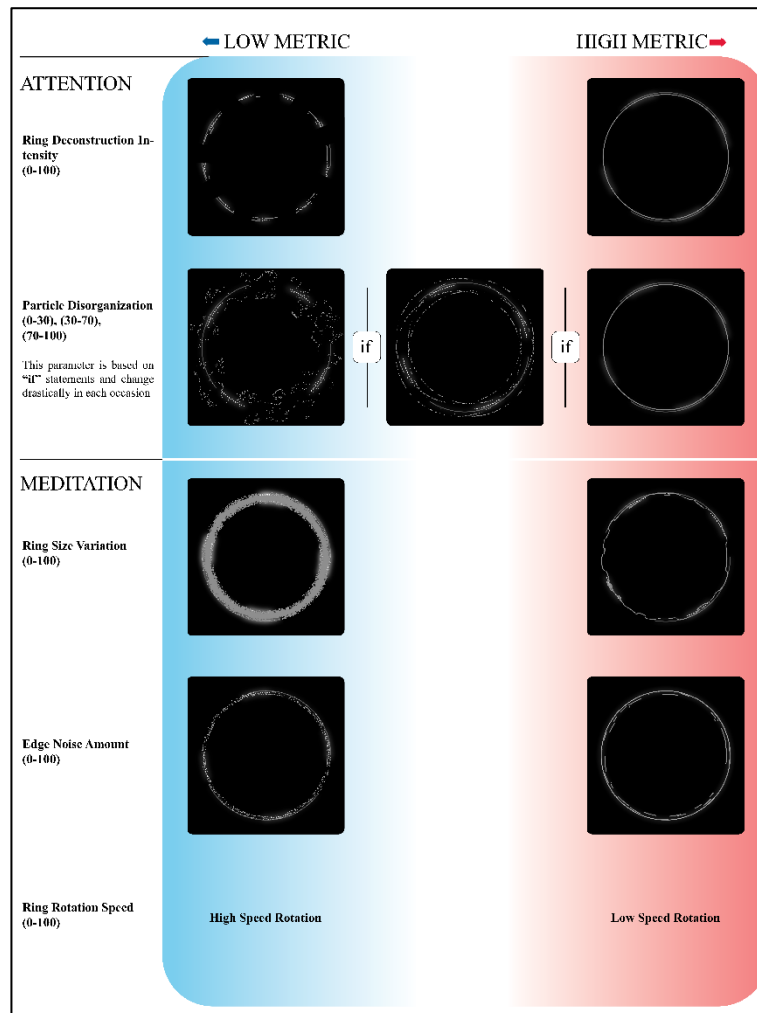 LOW METRIC
HIGH METRIC
ATTENTION
Ring Deconstruction In-
tensity
(0-100)
Particle Disorganization
(0-30), (30-70),
(70-100)
This parameter is based on
“if” statements and change
drastically in each occasion
if
if
MEDITATION
Ring Size Variation
(0-100)
Edge Noise Amount
(0-100)
Ring Rotation Speed
(0-100)
High Speed Rotation
Low Speed Rotation